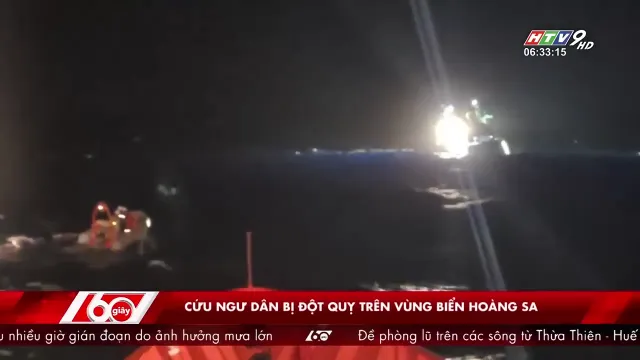 HTV9 HD
06:33:15
60 giây
CỨU NGƯ DÂN BỊ ĐỘT QUỴ TRÊN VÙNG BIỂN HOÀNG SA
nhiều giờ gián đoạn do ảnh hưởng mưa lớn 60 Đề phòng lũ trên các sông từ Thừa Thiên - Huế